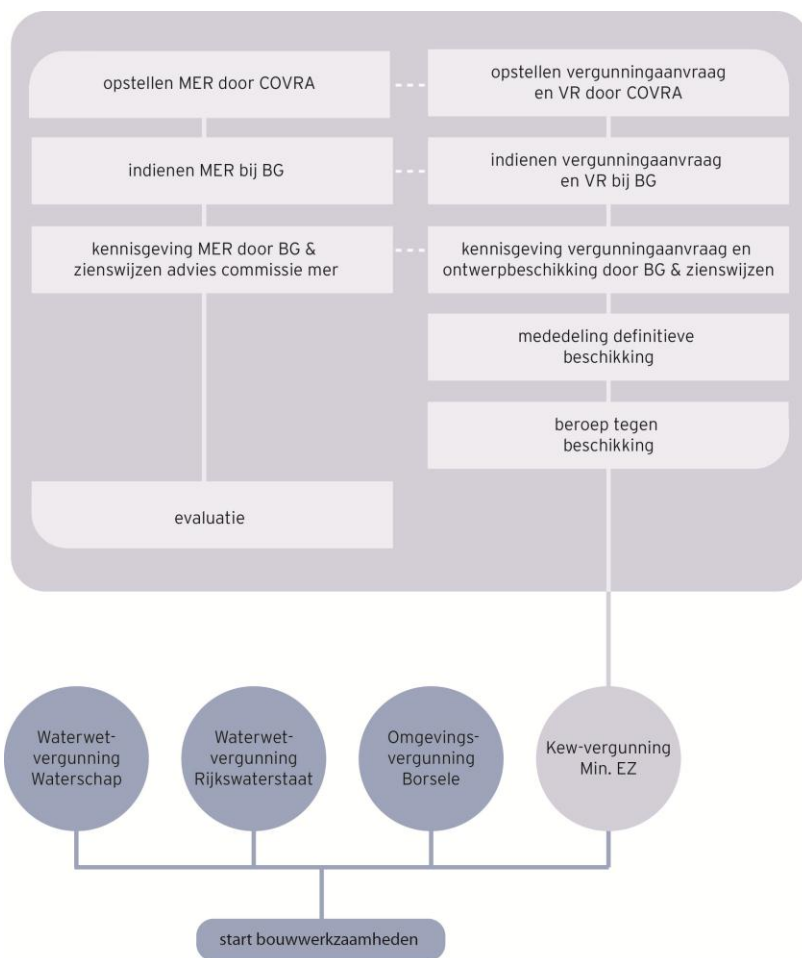 opstellen MER door COVRA
opstellen vergunningaanvraag
en VR door COVRA
indienen MER bij BG
indienen vergunningaanvraag
en VR bij BG
kennisgeving MER door BG &
zienswijzen advies commissie mer
kennisgeving vergunningaanvraag en
ontwerpbeschikking door BG & zienswijzen
mededeling definitieve
beschikking
beroep tegen
beschikking
evaluatie
Waterwet-
vergunning
Waterschap
Waterwet-
vergunning
Rijkswaterstaat
Omgevings-
vergunning
Borsele
Kew-vergunning
Min. EZ
start bouwwerkzaamheden